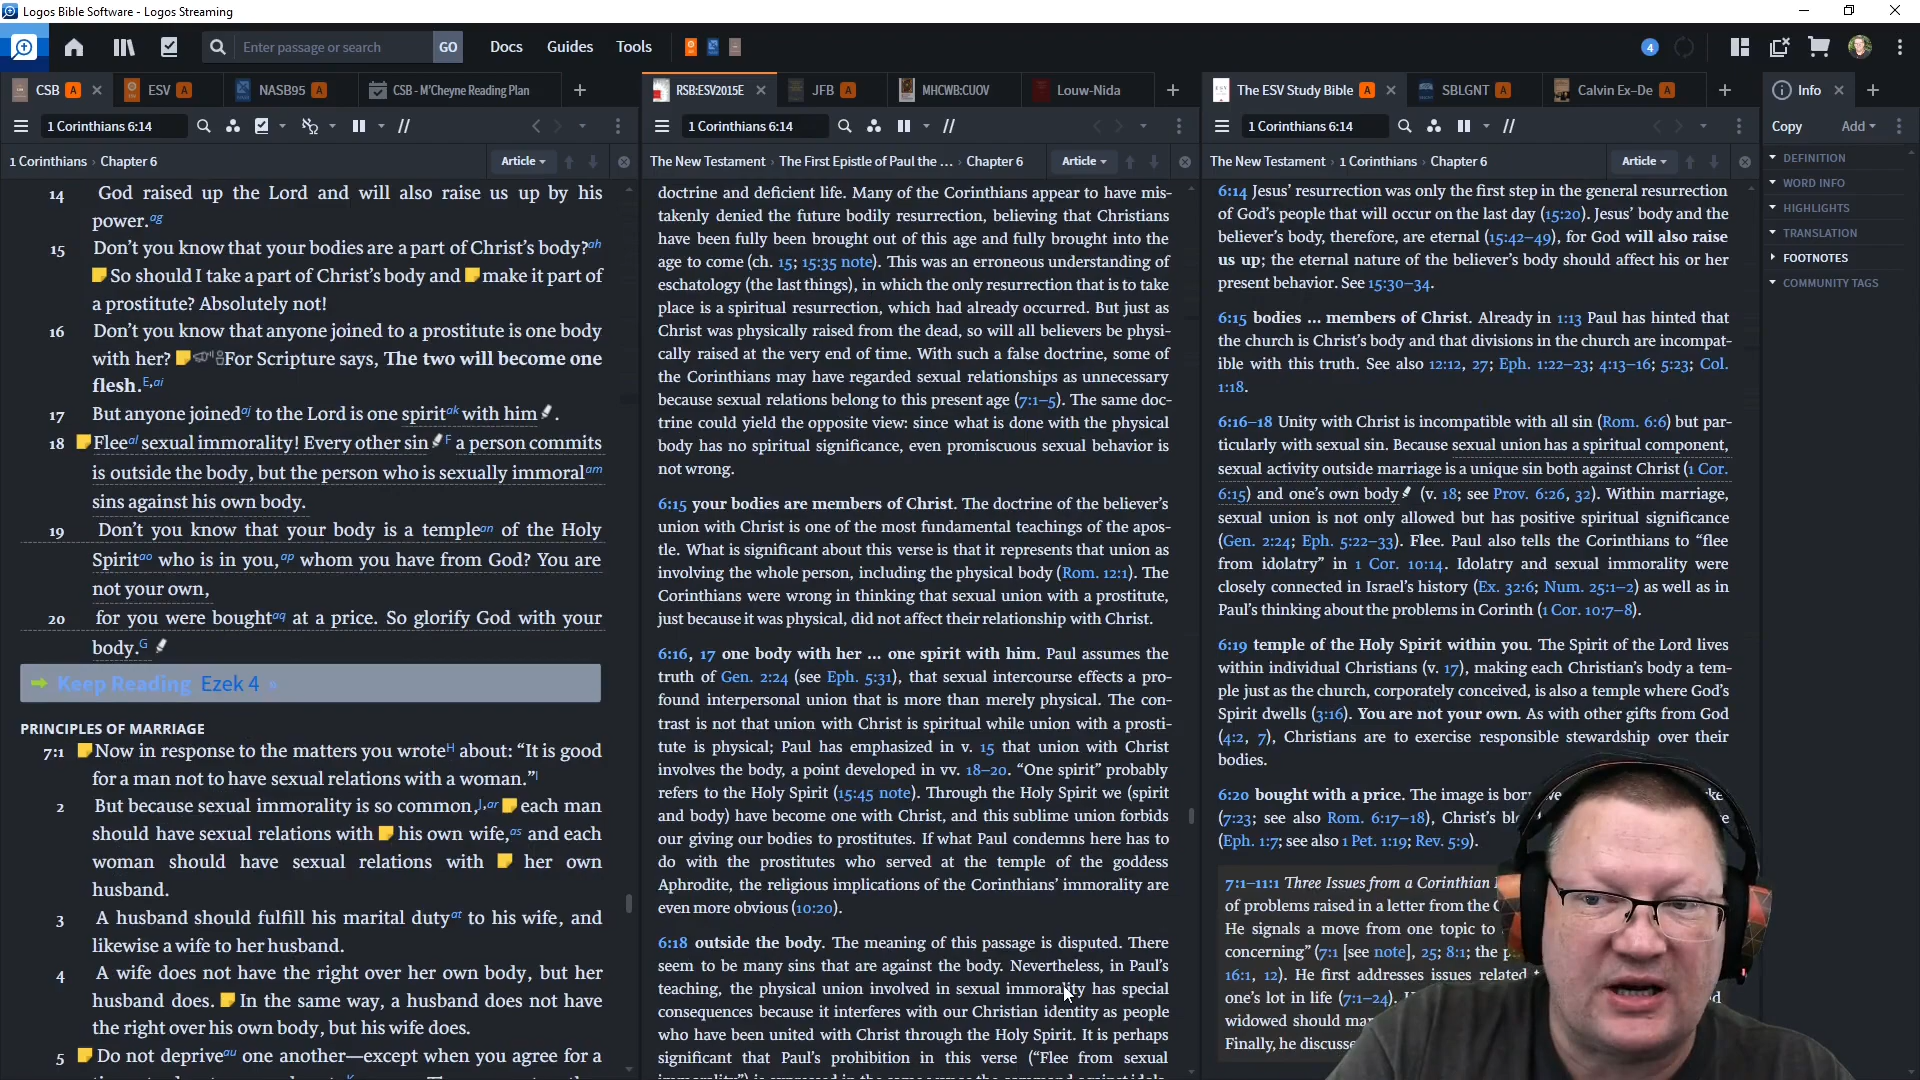 Logos Bible Software - Logos Streaming
Enter passage or search
GO
Docs
Guides
Tools
4
CSB A
ESV A
NASB95 A
CSB - M'Cheyne Reading Plan
1 Corinthians 6:14
1 Corinthians › Chapter 6
Article
14 God raised up the Lord and will also raise us up by his
power.ag
15 Don’t you know that your bodies are a part of Christ’s body?ah
So should I take a part of Christ’s body and make it part of
a prostitute? Absolutely not!
16 Don’t you know that anyone joined to a prostitute is one body
with her? For Scripture says, The two will become one
flesh.E,ai
17 But anyone joinedaj to the Lord is one spiritak with him.
18 Fleeal sexual immorality! Every other sinF a person commits
is outside the body, but the person who is sexually immoralam
sins against his own body.
19 Don’t you know that your body is a templean of the Holy
Spiritao who is in you,ap whom you have from God? You are
not your own,
20 for you were boughtaq at a price. So glorify God with your
body.G
Keep Reading Ezek 4 »
PRINCIPLES OF MARRIAGE
7:1 Now in response to the matters you wroteH about: “It is good
for a man not to have sexual relations with a woman.”I
2 But because sexual immorality is so common,J,ar each man
should have sexual relations with his own wife,as and each
woman should have sexual relations with her own
husband.
3 A husband should fulfill his marital dutyat to his wife, and
likewise a wife to her husband.
4 A wife does not have the right over her own body, but her
husband does. In the same way, a husband does not have
the right over his own body, but his wife does.
5 Do not depriveau one another—except when you agree for a
RSB:ESV2015E
JFB A
MHCWB:CUOV
Louw-Nida
1 Corinthians 6:14
The New Testament › The First Epistle of Paul the ... › Chapter 6
Article
doctrine and deficient life. Many of the Corinthians appear to have mis-
takenly denied the future bodily resurrection, believing that Christians
have been fully been brought out of this age and fully brought into the
age to come (ch. 15; 15:35 note). This was an erroneous understanding of
eschatology (the last things), in which the only resurrection that is to take
place is a spiritual resurrection, which had already occurred. But just as
Christ was physically raised from the dead, so will all believers be physi-
cally raised at the very end of time. With such a false doctrine, some of
the Corinthians may have regarded sexual relationships as unnecessary
because sexual relations belong to this present age (7:1–5). The same doc-
trine could yield the opposite view: since what is done with the physical
body has no spiritual significance, even promiscuous sexual behavior is
not wrong.
6:15 your bodies are members of Christ. The doctrine of the believer’s
union with Christ is one of the most fundamental teachings of the apos-
tle. What is significant about this verse is that it represents that union as
involving the whole person, including the physical body (Rom. 12:1). The
Corinthians were wrong in thinking that sexual union with a prostitute,
just because it was physical, did not affect their relationship with Christ.
6:16, 17 one body with her ... one spirit with him. Paul assumes the
truth of Gen. 2:24 (see Eph. 5:31), that sexual intercourse effects a pro-
found interpersonal union that is more than merely physical. The con-
trast is not that union with Christ is spiritual while union with a prosti-
tute is physical; Paul has emphasized in v. 15 that union with Christ
involves the body, a point developed in vv. 18–20. “One spirit” probably
refers to the Holy Spirit (15:45 note). Through the Holy Spirit we (spirit
and body) have become one with Christ, and this sublime union forbids
our giving our bodies to prostitutes. If what Paul condemns here has to
do with the prostitutes who served at the temple of the goddess
Aphrodite, the religious implications of the Corinthians’ immorality are
even more obvious (10:20).
6:18 outside the body. The meaning of this passage is disputed. There
seem to be many sins that are against the body. Nevertheless, in Paul’s
teaching, the physical union involved in sexual immorality has special
consequences because it interferes with our Christian identity as people
who have been united with Christ through the Holy Spirit. It is perhaps
significant that Paul’s prohibition in this verse (“Flee from sexual
The ESV Study Bible A
SBLGNT A
Calvin Ex–De A
1 Corinthians 6:14
The New Testament › 1 Corinthians › Chapter 6
Article
6:14 Jesus’ resurrection was only the first step in the general resurrection
of God’s people that will occur on the last day (15:20). Jesus’ body and the
believer’s body, therefore, are eternal (15:42–49), for God will also raise
us up; the eternal nature of the believer’s body should affect his or her
present behavior. See 15:30–34.
6:15 bodies ... members of Christ. Already in 1:13 Paul has hinted that
the church is Christ’s body and that divisions in the church are incompat-
ible with this truth. See also 12:12, 27; Eph. 1:22–23; 4:13–16; 5:23; Col.
1:18.
6:16–18 Unity with Christ is incompatible with all sin (Rom. 6:6) but par-
ticularly with sexual sin. Because sexual union has a spiritual component,
sexual activity outside marriage is a unique sin both against Christ (1 Cor.
6:15) and one’s own body (v. 18; see Prov. 6:26, 32). Within marriage,
sexual union is not only allowed but has positive spiritual significance
(Gen. 2:24; Eph. 5:22–33). Flee. Paul also tells the Corinthians to “flee
from idolatry” in 1 Cor. 10:14. Idolatry and sexual immorality were
closely connected in Israel’s history (Ex. 32:6; Num. 25:1–2) as well as in
Paul’s thinking about the problems in Corinth (1 Cor. 10:7–8).
6:19 temple of the Holy Spirit within you. The Spirit of the Lord lives
within individual Christians (v. 17), making each Christian’s body a tem-
ple just as the church, corporately conceived, is also a temple where God’s
Spirit dwells (3:16). You are not your own. As with other gifts from God
(4:2, 7), Christians are to exercise responsible stewardship over their
bodies.
6:20 bought with a price. The image is
(7:23; see also Rom. 6:17–18), Christ’s
(Eph. 1:7; see also 1 Pet. 1:19; Rev. 5:9).
7:1–11:1 Three Issues from a Corinthian
of problems raised in a letter from the
He signals a move from one topic to
concerning” (7:1 [see note], 25; 8:1; the
16:1, 12). He first addresses issues related
one’s lot in life (7:1–24).
widowed should
Finally, he
Info
Copy
Add
DEFINITION
WORD INFO
HIGHLIGHTS
TRANSLATION
FOOTNOTES
COMMUNITY TAGS